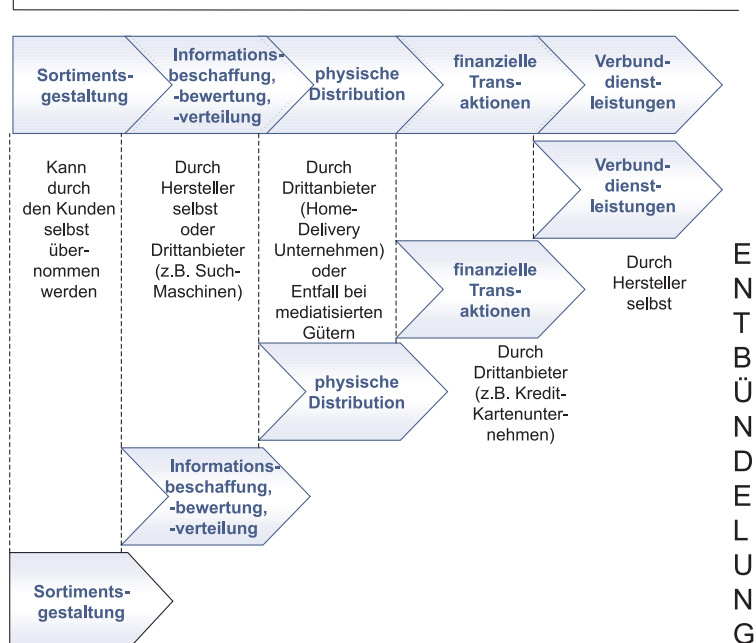 Sortiments-
gestaltung
Informations-
beschaffung,
-bewertung,
-verteilung
physische
Distribution
finanzielle
Trans-
aktionen
Verbund-
dienst-
leistungen
Kann
durch
den Kunden
selbst
über-
nommen
werden
Durch
Hersteller
selbst
oder
Drittanbieter
(z.B. Such-
Maschinen)
Durch
Drittanbieter
(Home-
Delivery
Unternehmen)
oder
Entfall bei
mediatisierten
Gütern
Verbund-
dienst-
leistungen
finanzielle
Trans-
aktionen
Durch
Hersteller
selbst
physische
Distribution
Durch
Drittanbieter
(z.B. Kredit-
Kartenunter-
nehmen)
Informations-
beschaffung,
-bewertung,
-verteilung
Sortiments-
gestaltung
E
N
T
B
Ü
N
D
E
L
U
N
G